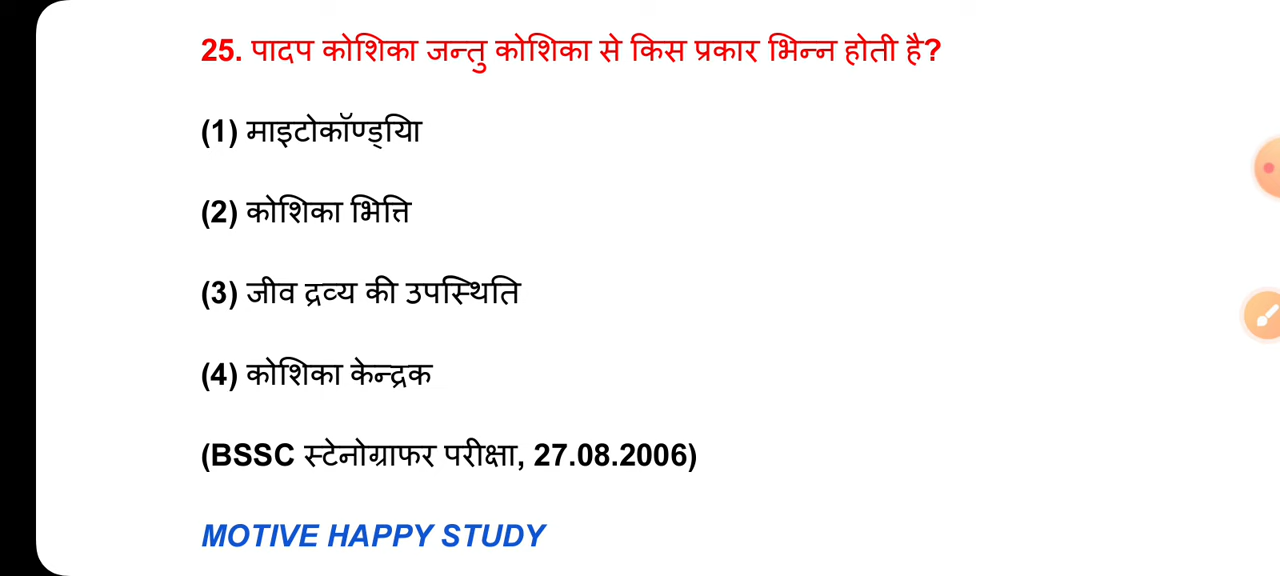 25. पादप कोशिका जन्तु कोशिका से किस प्रकार भिन्न होती है?
(1) माइटोकॉण्ड्यिा
(2) कोशिका भित्ति
(3) जीव द्रव्य की उपस्थिति
(4) कोशिका केन्द्रक
(BSSC स्टेनोग्राफर परीक्षा, 27.08.2006)
MOTIVE HAPPY STUDY